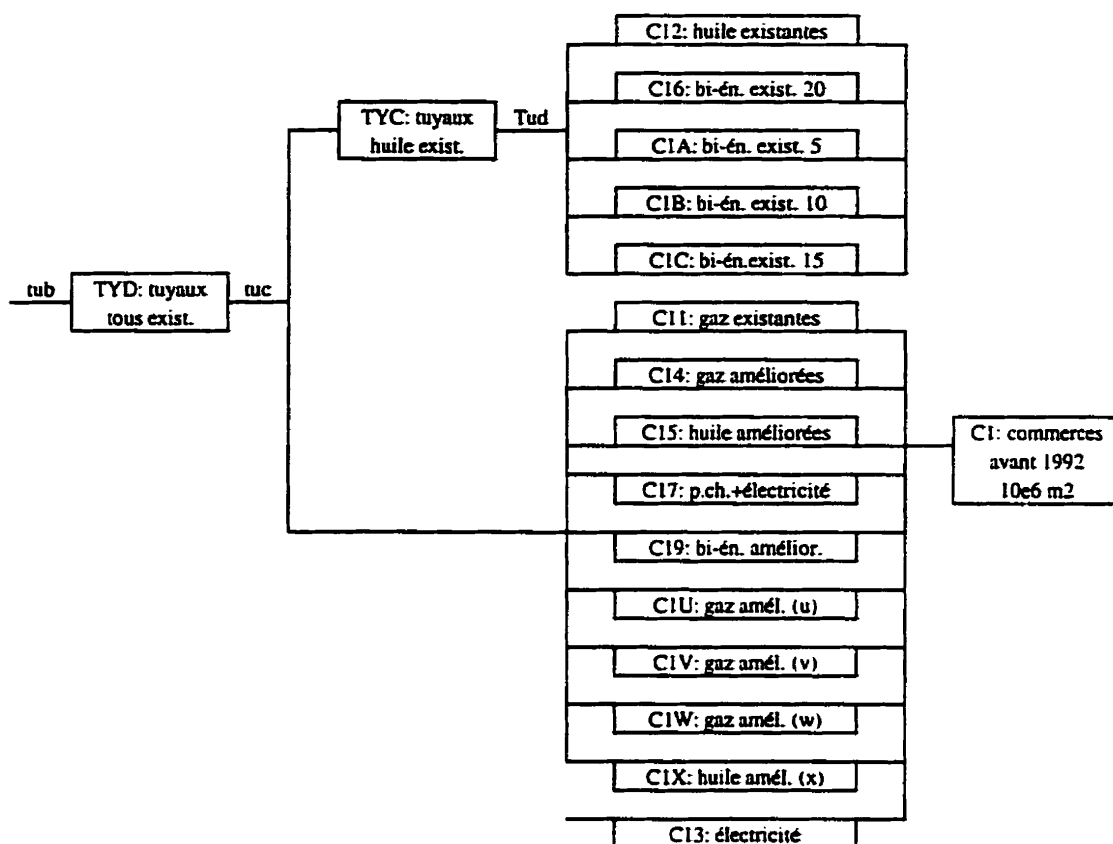 C12: huile existantes
C16: bi-én. exist. 20
TYC: tuyaux
huile exist.
Tud
C1A: bi-én. exist. 5
C1B: bi-én. exist. 10
C1C: bi-én.exist. 15
tub
TYD: tuyaux
tous exist.
tuc
C11: gaz existantes
C14: gaz améliorées
C15: huile améliorées
C1: commerces
avant 1992
10e6 m2
C17: p.ch.+électricité
C19: bi-én. amélior.
C1U: gaz amél. (u)
C1V: gaz amél. (v)
C1W: gaz amél. (w)
C1X: huile amél. (x)
C13: électricité